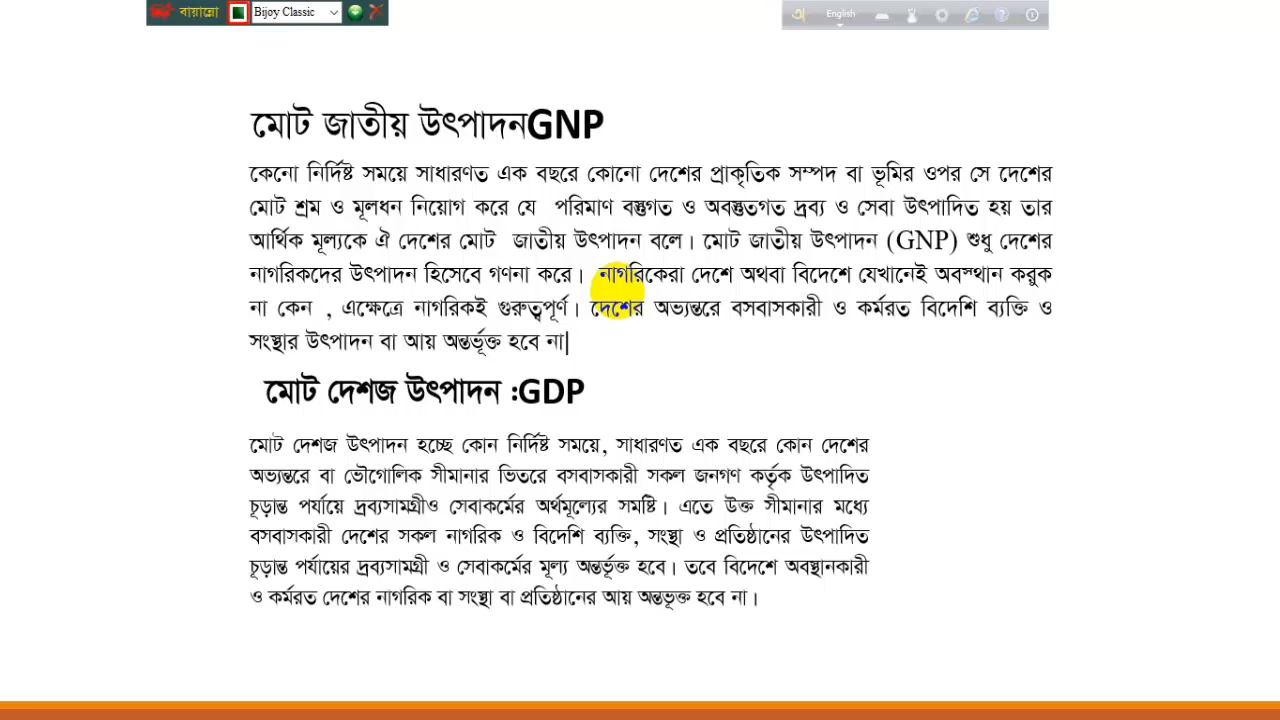 বায়ান্নো Bijoy Classic English
মোট জাতীয় উৎপাদনGNP
কেনো নির্দিষ্ট সময়ে সাধারণত এক বছরে কোনো দেশের প্রাকৃতিক সম্পদ বা ভূমির ওপর সে দেশের
মোট শ্রম ও মূলধন নিয়োগ করে যে পরিমাণ বস্তুগত ও অবস্তুতগত দ্রব্য ও সেবা উৎপাদিত হয় তার
আর্থিক মূল্যকে ঐ দেশের মোট জাতীয় উৎপাদন বলে। মোট জাতীয় উৎপাদন (GNP) শুধু দেশের
নাগরিকদের উৎপাদন হিসেবে গণনা করে। নাগরিকেরা দেশে অথবা বিদেশে যেখানেই অবস্থান করুক
না কেন , এক্ষেত্রে নাগরিকই গুরুত্বপূর্ণ। দেশের অভ্যন্তরে বসবাসকারী ও কর্মরত বিদেশি ব্যক্তি ও
সংস্থার উৎপাদন বা আয় অন্তর্ভূক্ত হবে না|
মোট দেশজ উৎপাদন :GDP
মোট দেশজ উৎপাদন হচ্ছে কোন নির্দিষ্ট সময়ে, সাধারণত এক বছরে কোন দেশের
অভ্যন্তরে বা ভৌগোলিক সীমানার ভিতরে বসবাসকারী সকল জনগণ কর্তৃক উৎপাদিত
চূড়ান্ত পর্যায়ে দ্রব্যসামগ্রীও সেবাকর্মের অর্থমূল্যের সমষ্টি। এতে উক্ত সীমানার মধ্যে
বসবাসকারী দেশের সকল নাগরিক ও বিদেশি ব্যক্তি, সংস্থা ও প্রতিষ্ঠানের উৎপাদিত
চূড়ান্ত পর্যায়ের দ্রব্যসামগ্রী ও সেবাকর্মের মূল্য অন্তর্ভূক্ত হবে। তবে বিদেশে অবস্থানকারী
ও কর্মরত দেশের নাগরিক বা সংস্থা বা প্রতিষ্ঠানের আয় অন্তভূক্ত হবে না।